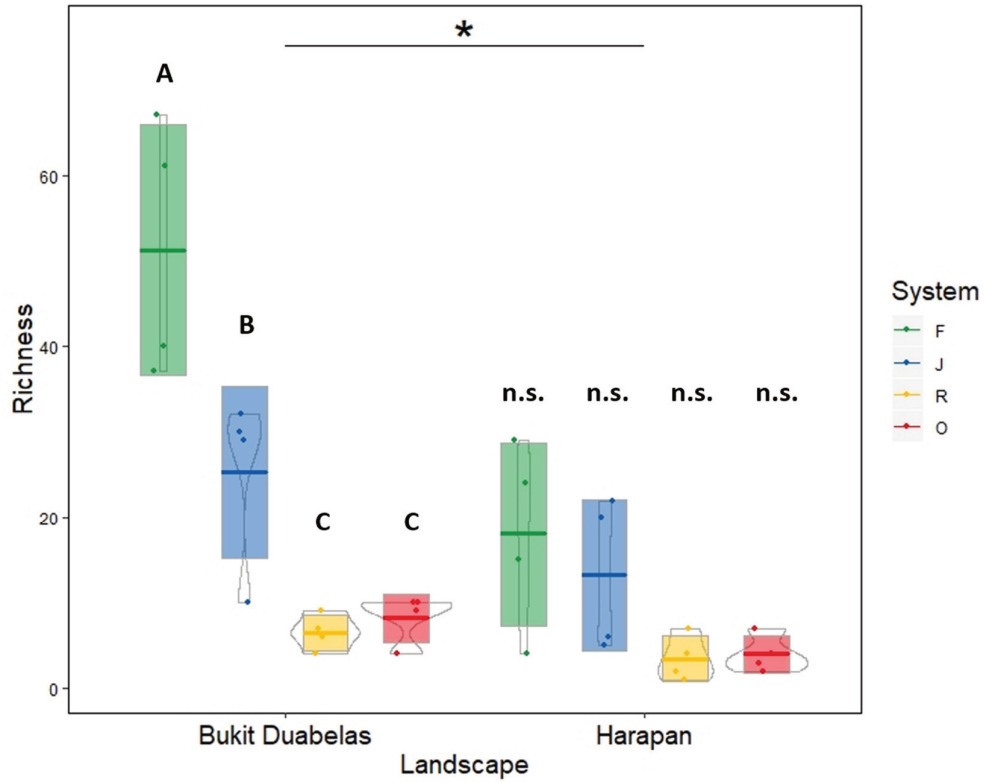 *
A
60
B
System
F
J
R
O
40
Richness
n.s. n.s. n.s. n.s.
20
C C
0
Bukit Duabelas Harapan
Landscape